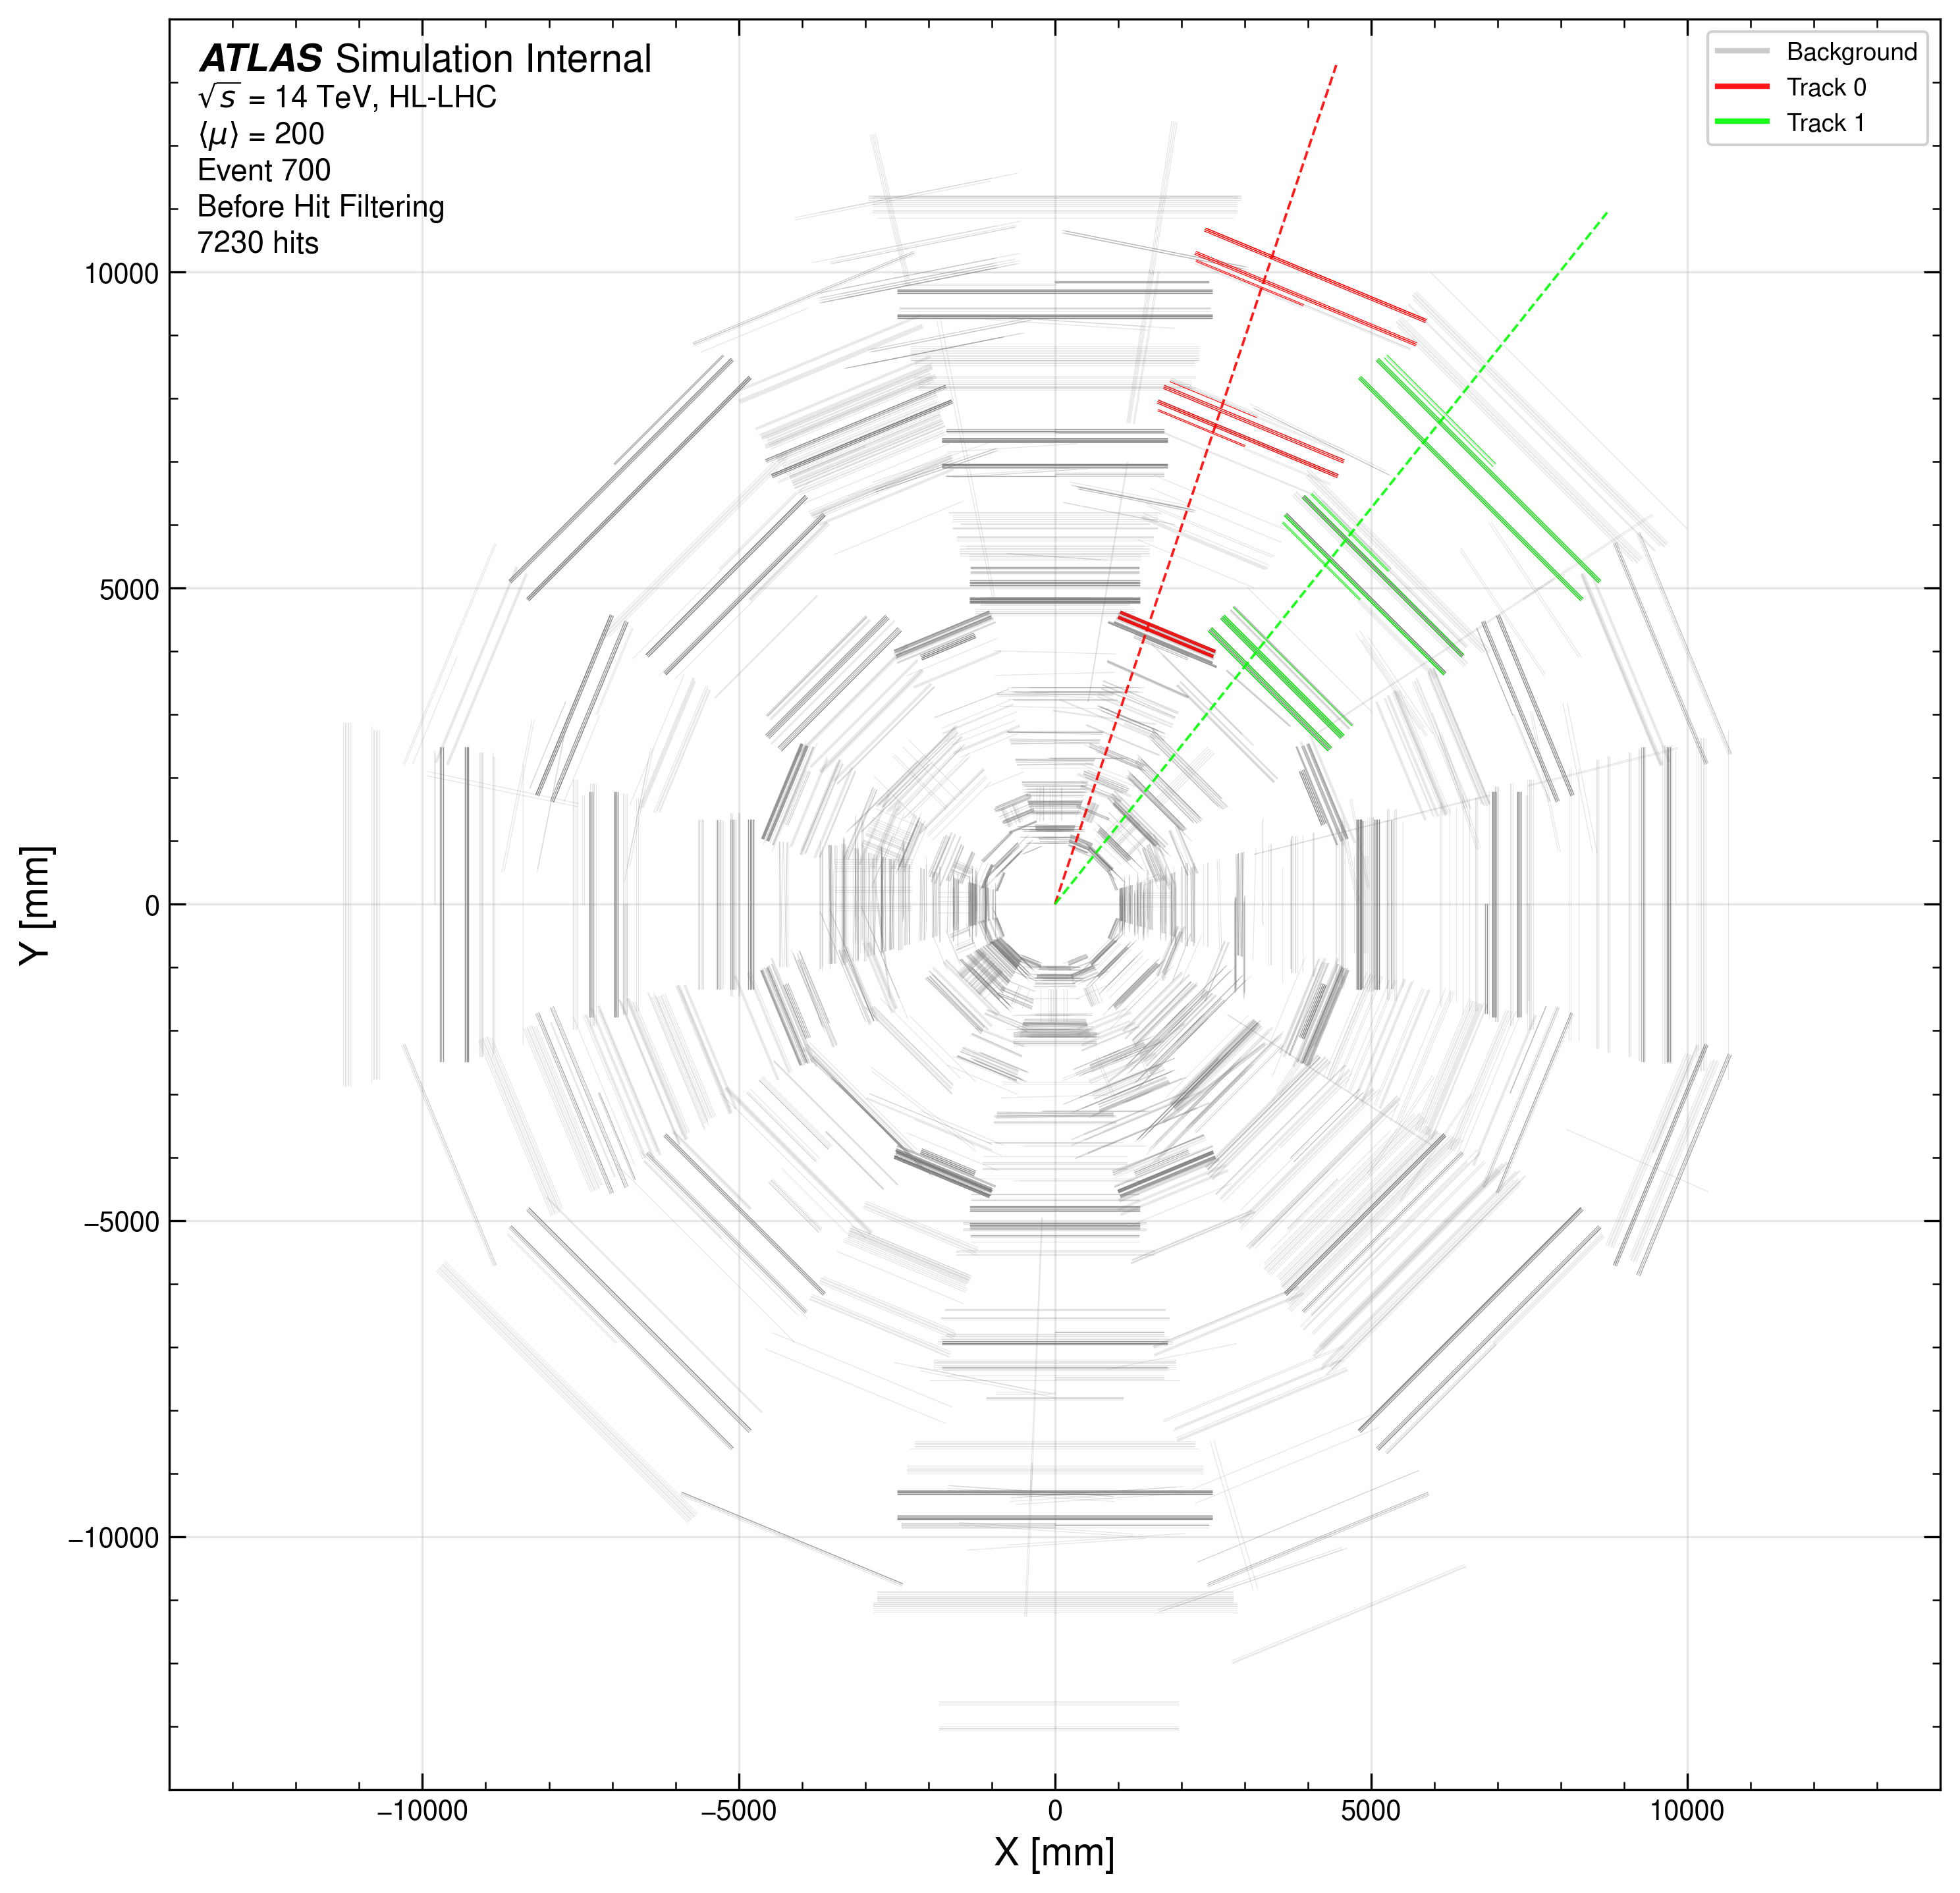 ATLAS Simulation Internal
√s = 14 TeV, HL-LHC
⟨μ⟩ = 200
Event 700
Before Hit Filtering
7230 hits
Background
Track 0
Track 1
10000
5000
0
−5000
−10000
Y [mm]
−10000
−5000
0
5000
10000
X [mm]